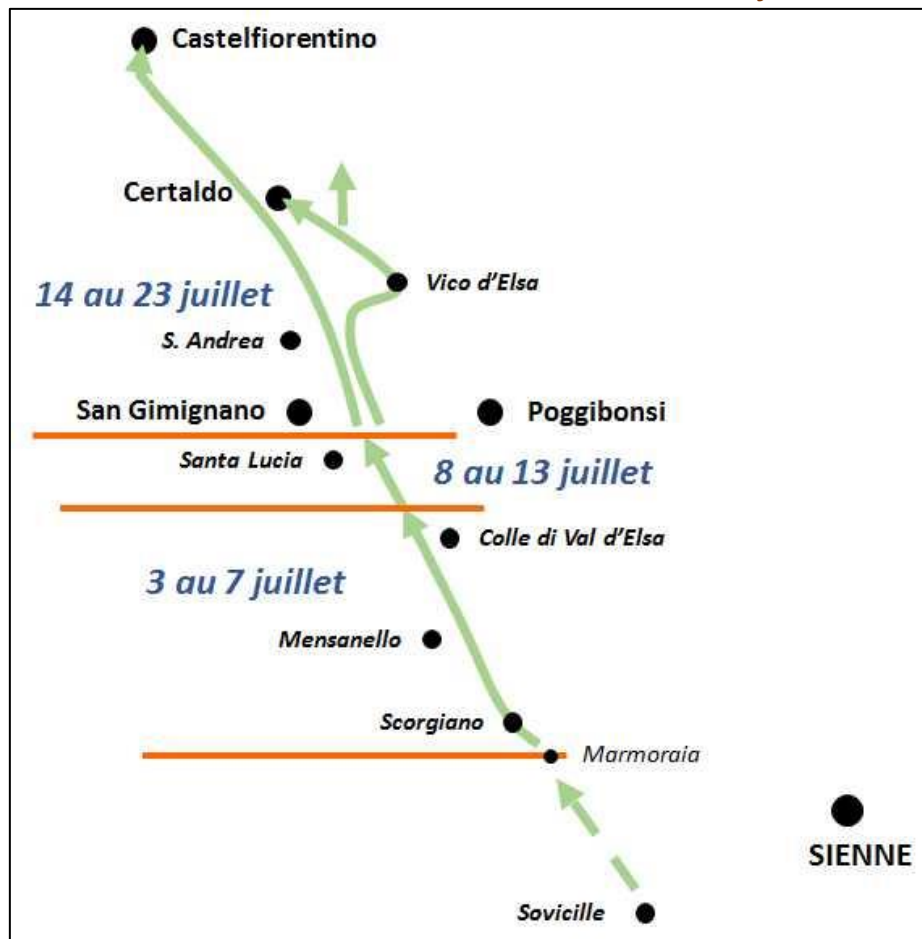 Castelfiorentino
Certaldo
Vico d'Elsa
14 au 23 juillet
S. Andrea
San Gimignano
Poggibonsi
Santa Lucia
8 au 13 juillet
Colle di Val d'Elsa
3 au 7 juillet
Mensanello
Scorgiano
Marmoraia
SIENNE
Sovicille